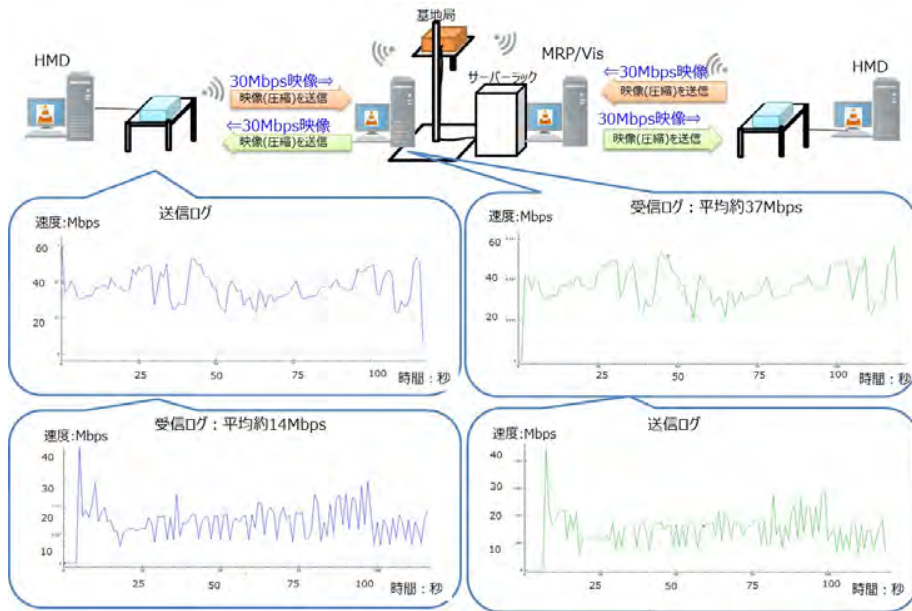 基地局
HMD
MRP/Vis
HMD
サーバーラック
30Mbps映像⇒
映像(圧縮)を送信
⇐30Mbps映像
映像(圧縮)を送信
⇐30Mbps映像
映像(圧縮)を送信
30Mbps映像⇒
映像(圧縮)を送信
送信ログ
速度:Mbps
60
40
20
25
50
75
100
時間：秒
受信ログ：平均約37Mbps
速度:Mbps
60
40
20
25
50
75
100
時間：秒
受信ログ：平均約14Mbps
速度:Mbps
40
30
20
10
25
50
75
100
時間：秒
送信ログ
速度:Mbps
40
30
20
10
25
50
75
100
時間：秒